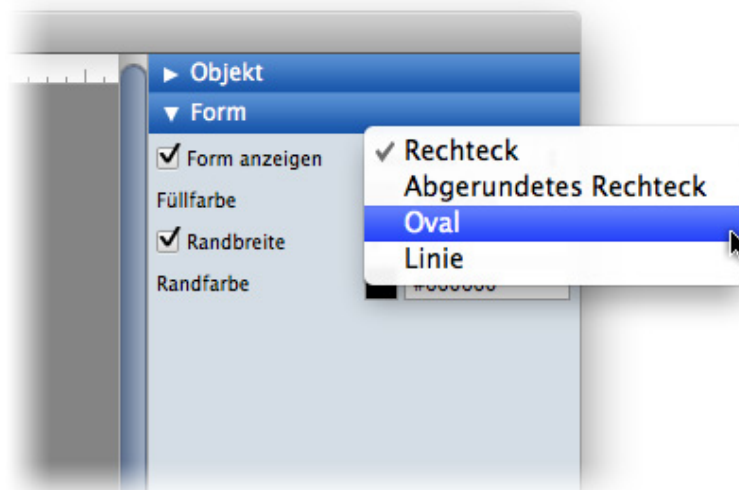 Objekt
Form
Form anzeigen
Rechteck
Abgerundetes Rechteck
Oval
Linie
Füllfarbe
Randbreite
Randfarbe